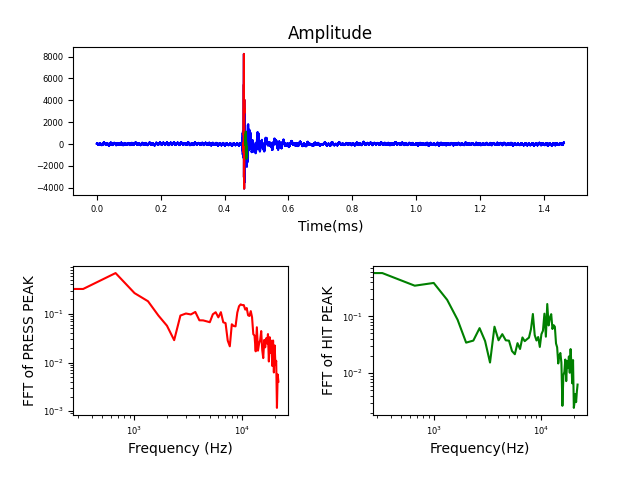 Amplitude
8000
6000
4000
2000
0
−2000
−4000
0.0 0.2 0.4 0.6 0.8 1.0 1.2 1.4
Time(ms)
FFT of PRESS PEAK
10⁻¹
10⁻²
10⁻³
10³ 10⁴
Frequency (Hz)
FFT of HIT PEAK
10⁻¹
10⁻²
10³ 10⁴
Frequency(Hz)